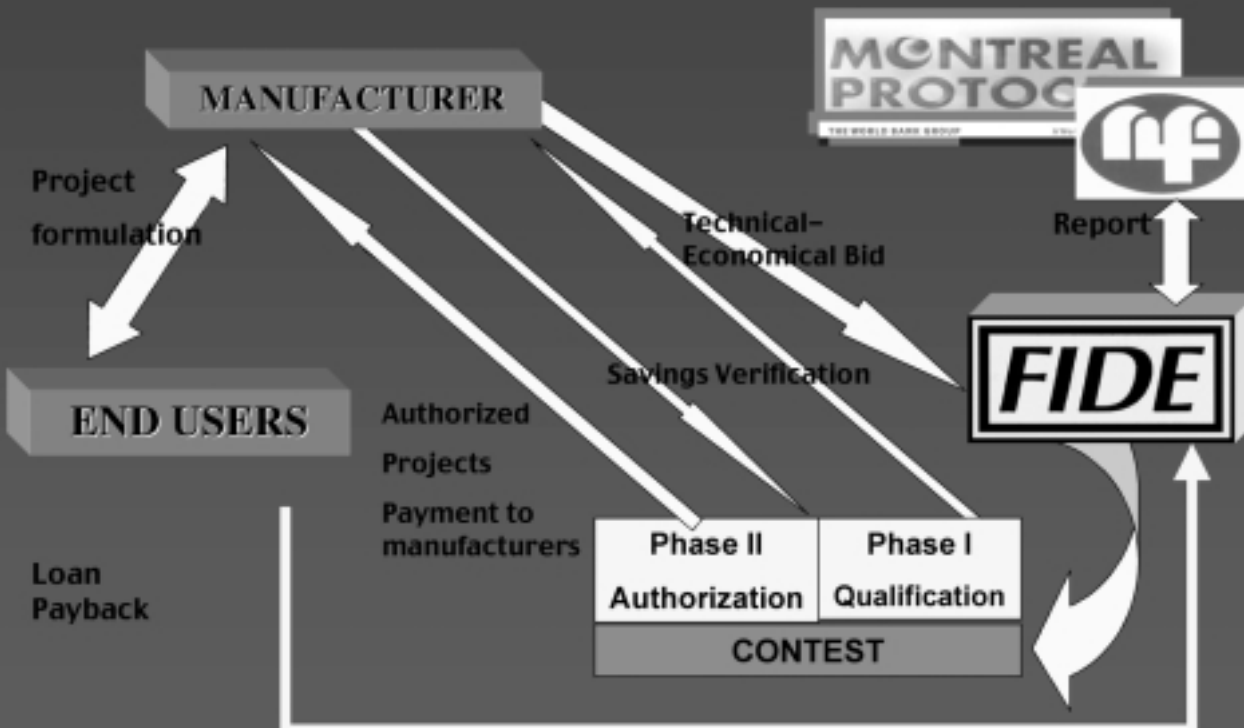 MONTREAL
PROTOC
THE WORLD BANK GROUP
MANUFACTURER
Project
formulation
Technical-
Economical Bid
Report
FIDE
Savings Verification
END USERS
Authorized
Projects
Payment to
manufacturers
Phase II
Authorization
Phase I
Qualification
CONTEST
Loan
Payback